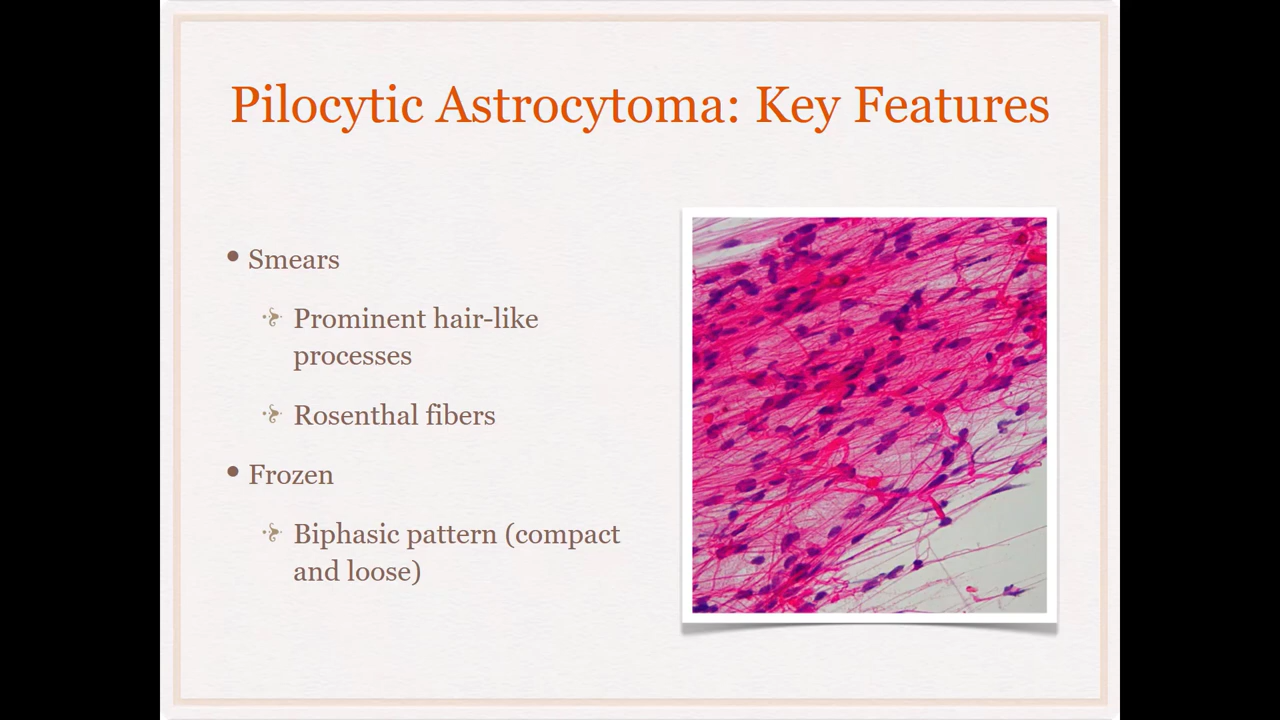 Pilocytic Astrocytoma: Key Features
Smears
Prominent hair-like
processes
Rosenthal fibers
Frozen
Biphasic pattern (compact
and loose)